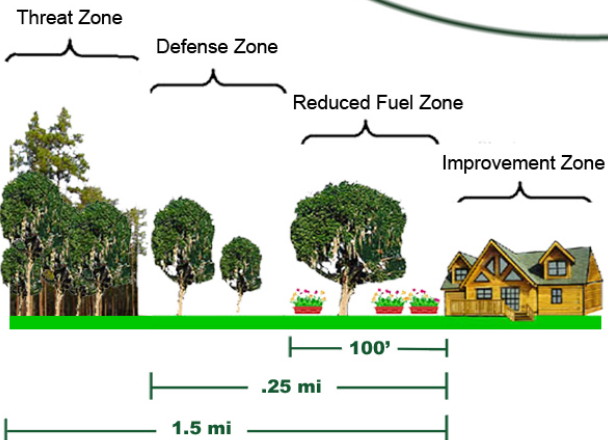 Threat Zone
Defense Zone
Reduced Fuel Zone
Improvement Zone
100’
.25 mi
1.5 mi